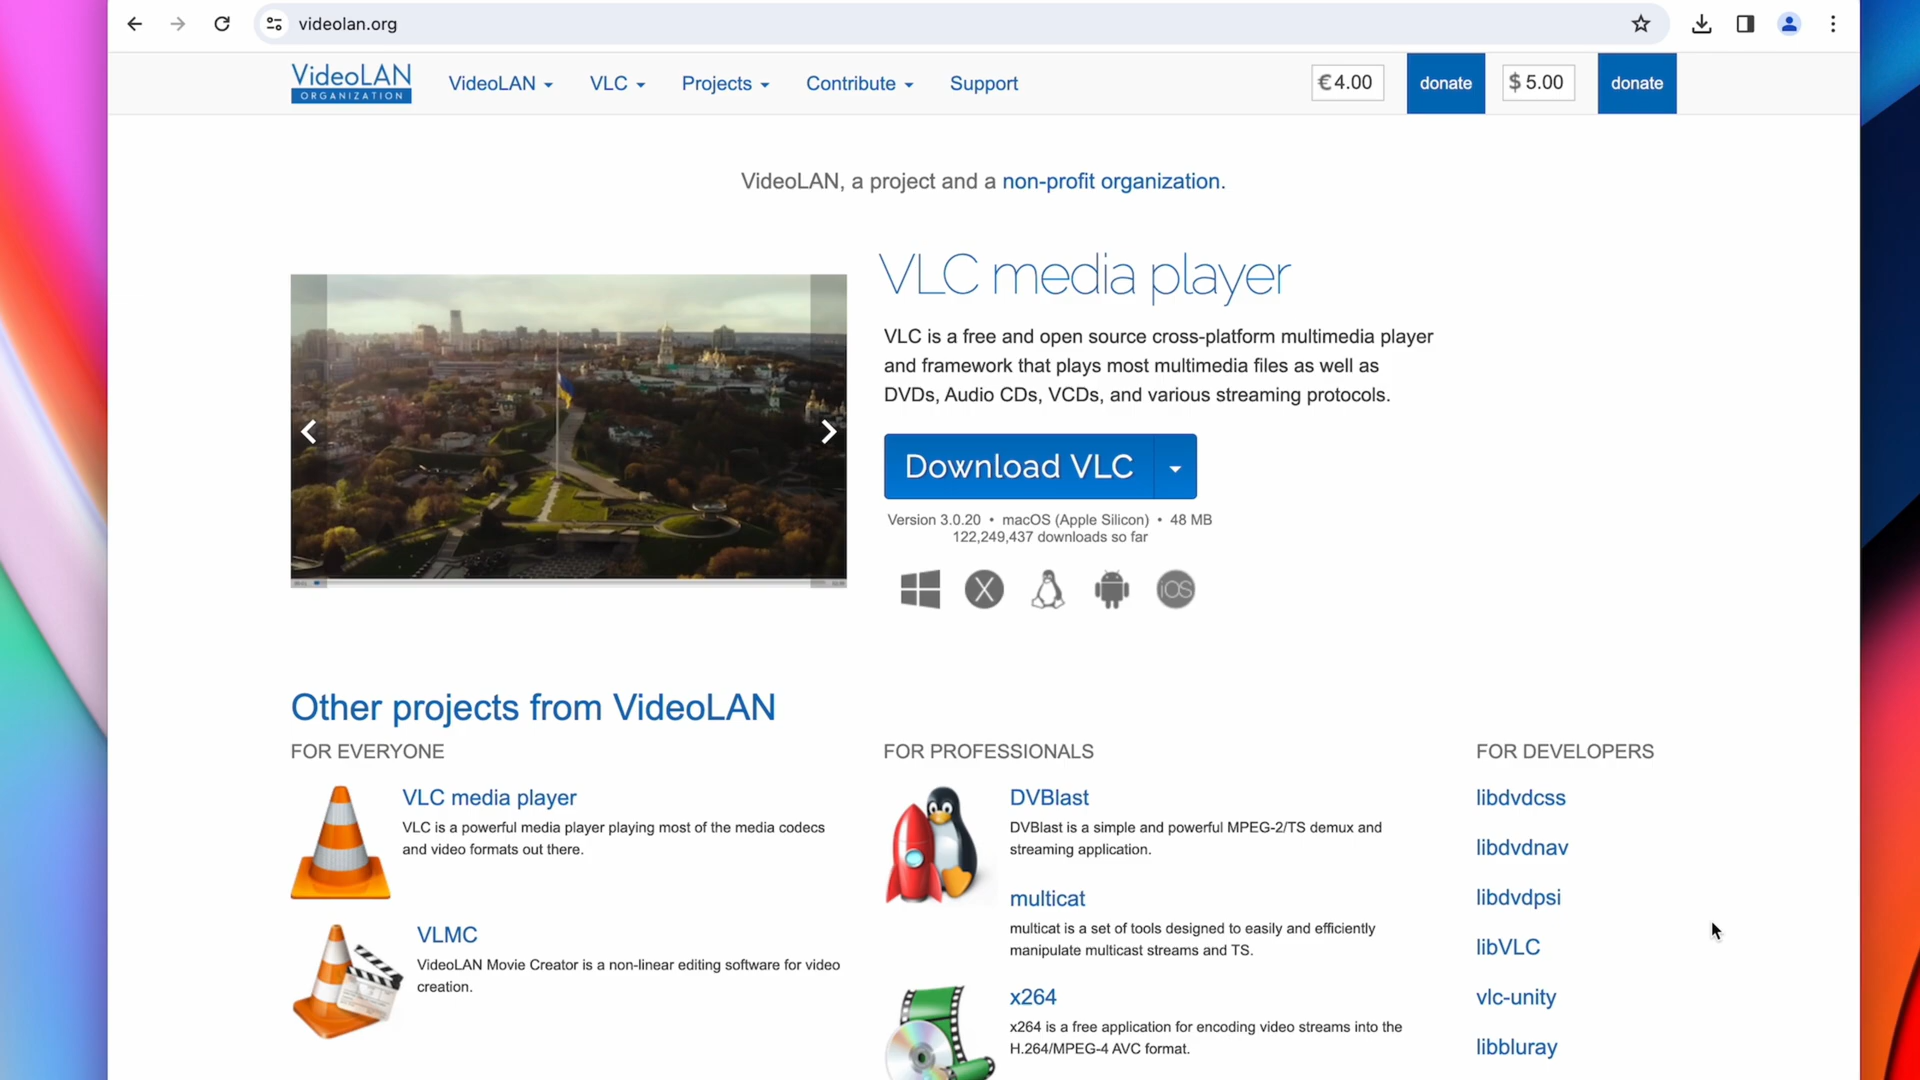 videolan.org
VideoLAN
ORGANIZATION
VideoLAN
VLC
Projects
Contribute
Support
€ 4.00
donate
$ 5.00
donate
VideoLAN, a project and a non-profit organization.
VLC media player
VLC is a free and open source cross-platform multimedia player
and framework that plays most multimedia files as well as
DVDs, Audio CDs, VCDs, and various streaming protocols.
Download VLC
Version 3.0.20 • macOS (Apple Silicon) • 48 MB
122,249,437 downloads so far
X
iOS
Other projects from VideoLAN
FOR EVERYONE
VLC media player
VLC is a powerful media player playing most of the media codecs
and video formats out there.
VLMC
VideoLAN Movie Creator is a non-linear editing software for video
creation.
FOR PROFESSIONALS
DVBlast
DVBlast is a simple and powerful MPEG-2/TS demux and
streaming application.
multicat
multicat is a set of tools designed to easily and efficiently
manipulate multicast streams and TS.
x264
x264 is a free application for encoding video streams into the
H.264/MPEG-4 AVC format.
FOR DEVELOPERS
libdvdcss
libdvdnav
libdvdpsi
libVLC
vlc-unity
libbluray